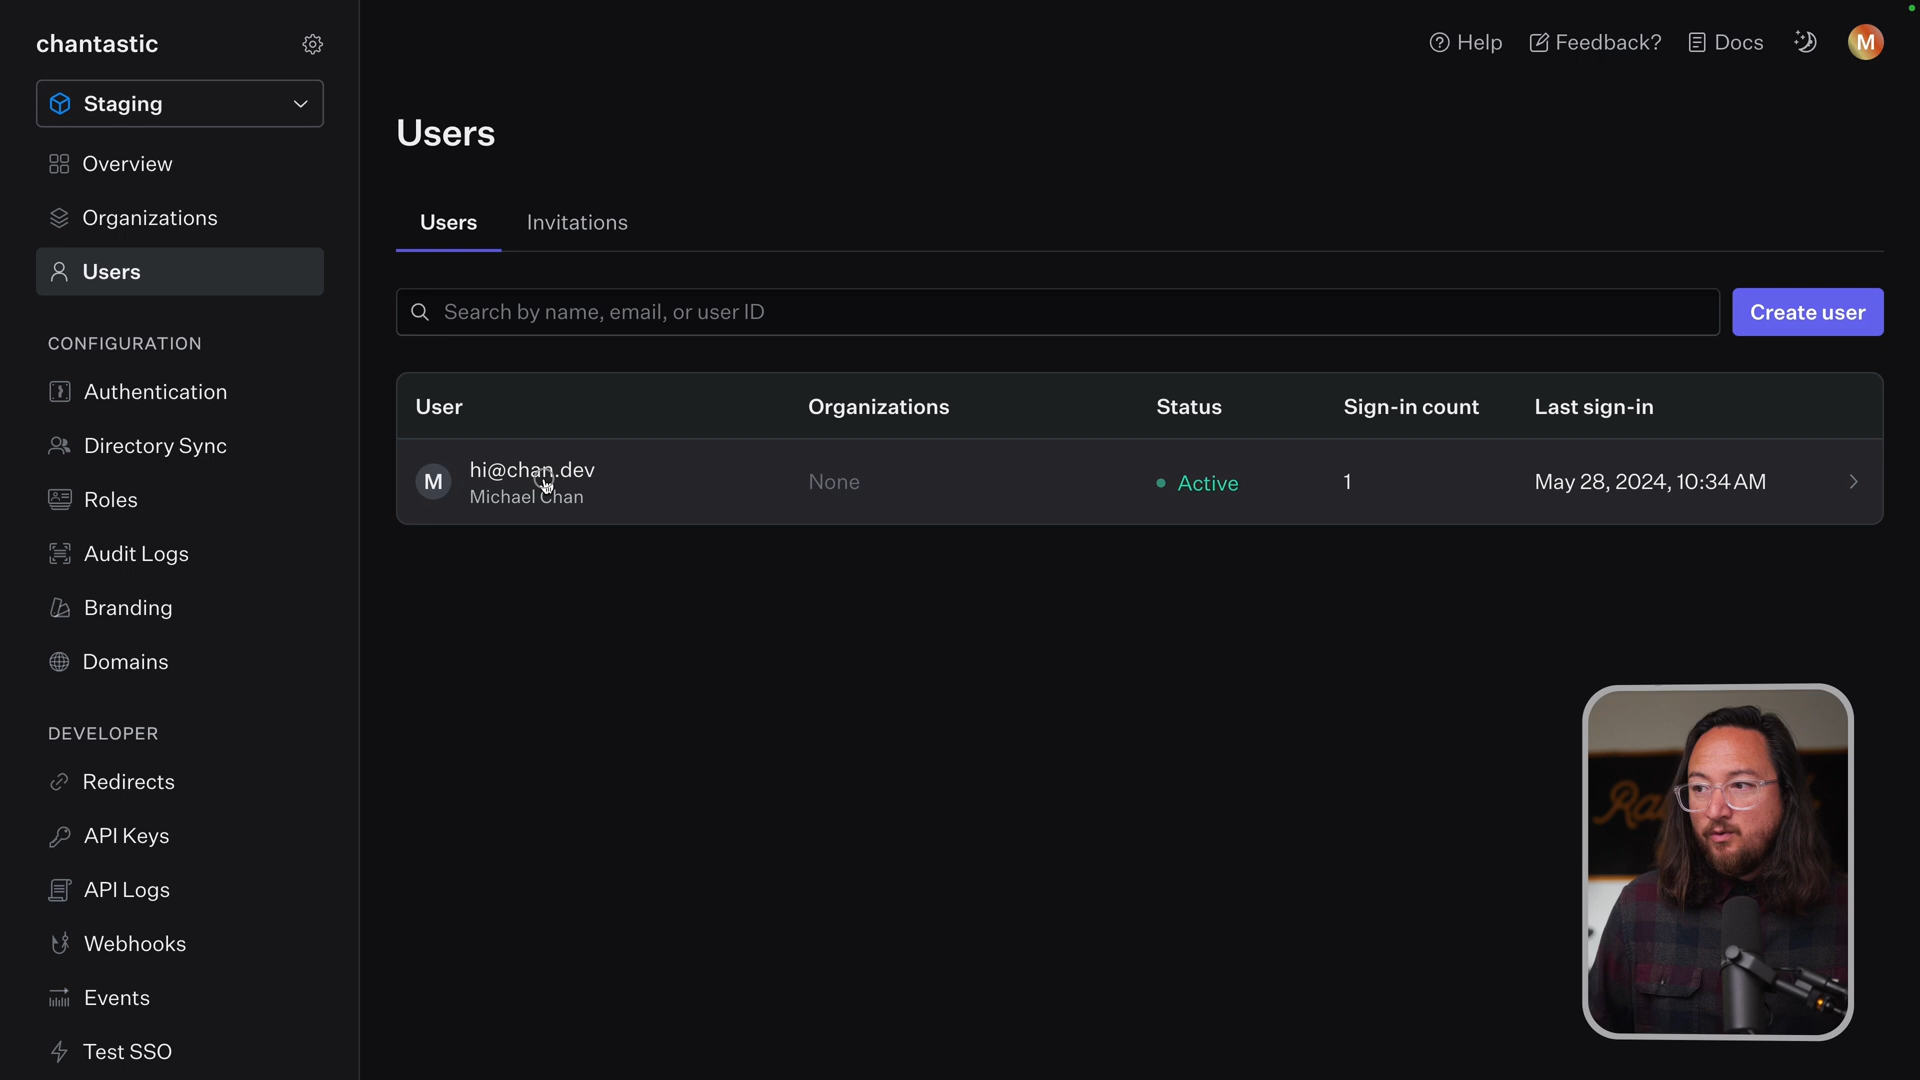 chantastic
Staging
Overview
Organizations
Users
CONFIGURATION
Authentication
Directory Sync
Roles
Audit Logs
Branding
Domains
DEVELOPER
Redirects
API Keys
API Logs
Webhooks
Events
Test SSO
Help
Feedback?
Docs
M
Users
Users Invitations
Search by name, email, or user ID
Create user
User Organizations Status Sign-in count Last sign-in
M
hi@chan.dev
Michael Chan
None
Active
1
May 28, 2024, 10:34 AM